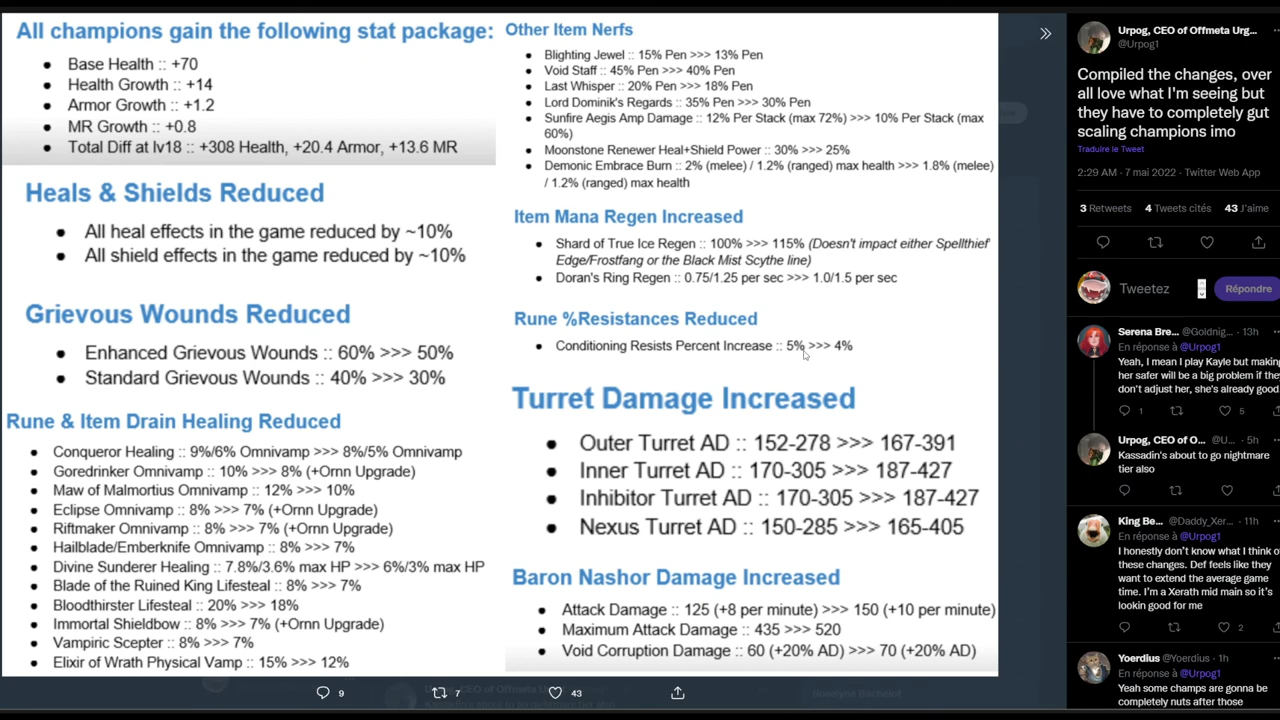 All champions gain the following stat package:
Base Health :: +70
Health Growth :: +14
Armor Growth :: +1.2
MR Growth :: +0.8
Total Diff at lv18 :: +308 Health, +20.4 Armor, +13.6 MR
Heals & Shields Reduced
All heal effects in the game reduced by ~10%
All shield effects in the game reduced by ~10%
Grievous Wounds Reduced
Enhanced Grievous Wounds :: 60% >>> 50%
Standard Grievous Wounds :: 40% >>> 30%
Rune & Item Drain Healing Reduced
Conqueror Healing :: 9%/6% Omnivamp >>> 8%/5% Omnivamp
Goredrinker Omnivamp :: 10% >>> 8% (+Ornn Upgrade)
Maw of Malmortius Omnivamp :: 12% >>> 10%
Eclipse Omnivamp :: 8% >>> 7% (+Ornn Upgrade)
Riftmaker Omnivamp :: 8% >>> 7% (+Ornn Upgrade)
Hailblade/Emberknife Omnivamp :: 8% >>> 7%
Divine Sunderer Healing :: 7.8%/3.6% max HP >>> 6%/3% max HP
Blade of the Ruined King Lifesteal :: 8% >>> 7%
Bloodthirster Lifesteal :: 20% >>> 18%
Immortal Shieldbow :: 8% >>> 7% (+Ornn Upgrade)
Vampiric Scepter :: 8% >>> 7%
Elixir of Wrath Physical Vamp :: 15% >>> 12%
Other Item Nerfs
Blighting Jewel :: 15% Pen >>> 13% Pen
Void Staff :: 45% Pen >>> 40% Pen
Last Whisper :: 20% Pen >>> 18% Pen
Lord Dominik's Regards :: 35% Pen >>> 30% Pen
Sunfire Aegis Amp Damage :: 12% Per Stack (max 72%) >>> 10% Per Stack (max
60%)
Moonstone Renewer Heal+Shield Power :: 30% >>> 25%
Demonic Embrace Burn :: 2% (melee) / 1.2% (ranged) max health >>> 1.8% (melee)
/ 1.2% (ranged) max health
Item Mana Regen Increased
Shard of True Ice Regen :: 100% >>> 115% (Doesn't impact either Spellthief'
Edge/Frostfang or the Black Mist Scythe line)
Doran's Ring Regen :: 0.75/1.25 per sec >>> 1.0/1.5 per sec
Rune %Resistances Reduced
Conditioning Resists Percent Increase :: 5% >>> 4%
Turret Damage Increased
Outer Turret AD :: 152-278 >>> 167-391
Inner Turret AD :: 170-305 >>> 187-427
Inhibitor Turret AD :: 170-305 >>> 187-427
Nexus Turret AD :: 150-285 >>> 165-405
Baron Nashor Damage Increased
Attack Damage :: 125 (+8 per minute) >>> 150 (+10 per minute)
Maximum Attack Damage :: 435 >>> 520
Void Corruption Damage :: 60 (+20% AD) >>> 70 (+20% AD)
9
7
43
Urpog, CEO of Offmeta Urg...
@Urpog1
Compiled the changes, over
all love what I'm seeing but
they have to completely gut
scaling champions imo
Traduire le Tweet
2:29 AM · 7 mai 2022 · Twitter Web App
3 Retweets 4 Tweets cités 43 J'aime
Tweetez
Répondre
Serena Bre... @Goldnig... · 13h
En réponse à @Urpog1
Yeah, I mean I play Kayle but making
her safer will be a big problem if they
don't adjust her, she's already good
1
5
Urpog, CEO of O... @U... · 5h
Kassadin's about to go nightmare
tier also
King Be... @Daddy_Xer... · 11h
En réponse à @Urpog1
I honestly don't know what I think o
these changes. Def feels like they
want to extend the average game
time. I'm a Xerath mid main so it's
lookin good for me
2
Yoerdius @Yoerdius · 1h
En réponse à @Urpog1
Yeah some champs are gonna be
completely nuts after those